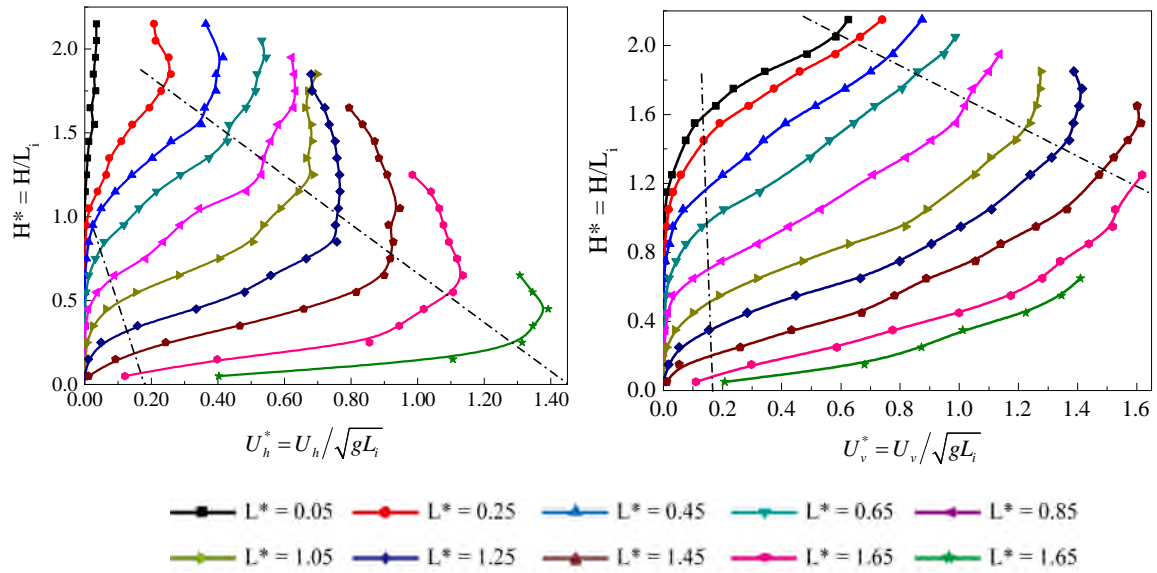 2.0
1.5
1.0
0.5
0.0
H* = H/L_i
0.00 0.20 0.40 0.60 0.80 1.00 1.20 1.40
U_h^* = U_h/√gL_i
2.0
1.6
1.2
0.8
0.4
0.0
H* = H/L_i
0.0 0.2 0.4 0.6 0.8 1.0 1.2 1.4 1.6
U_v^* = U_v/√gL_i
L* = 0.05 L* = 0.25 L* = 0.45 L* = 0.65 L* = 0.85
L* = 1.05 L* = 1.25 L* = 1.45 L* = 1.65 L* = 1.65